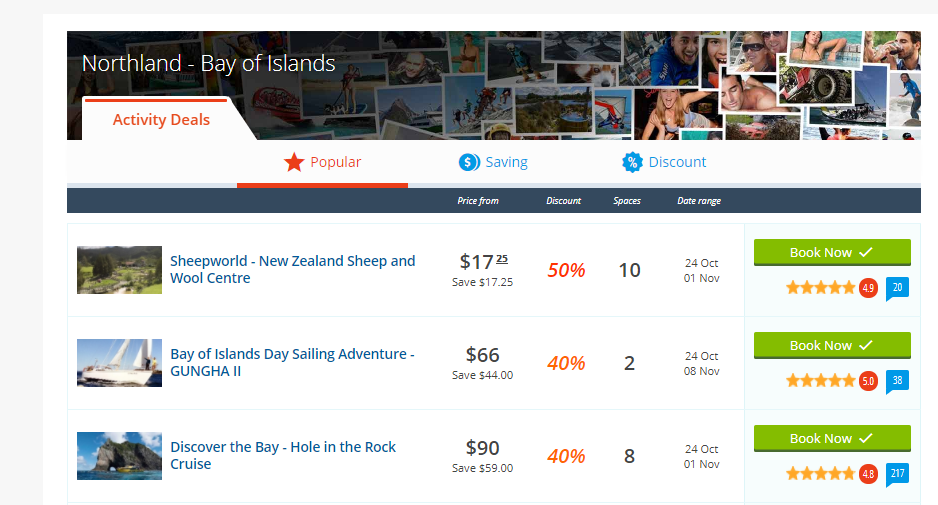 Northland - Bay of Islands
Activity Deals
Popular
Saving
Discount
Price from Discount Spaces Date range
Sheepworld - New Zealand Sheep and
Wool Centre
$17 25
Save $17.25
50%
10
24 Oct
01 Nov
Book Now
4.9
20
Bay of Islands Day Sailing Adventure -
GUNGHA II
$66
Save $44.00
40%
2
24 Oct
08 Nov
Book Now
5.0
38
Discover the Bay - Hole in the Rock
Cruise
$90
Save $59.00
40%
8
24 Oct
01 Nov
Book Now
4.8
217